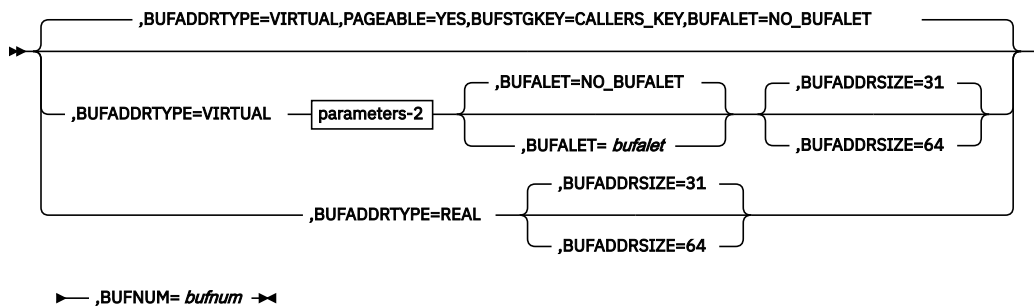 ,BUFADDRTYPE=VIRTUAL,PAGEABLE=YES,BUFSTGKEY=CALLERS_KEY,BUFALET=NO_BUFALET
,BUFALET=NO_BUFALET ,BUFADDRSIZE=31
,BUFADDRTYPE=VIRTUAL parameters-2
,BUFALET= bufalet ,BUFADDRSIZE=64
,BUFADDRSIZE=31
,BUFADDRTYPE=REAL
,BUFADDRSIZE=64
,BUFNUM= bufnum